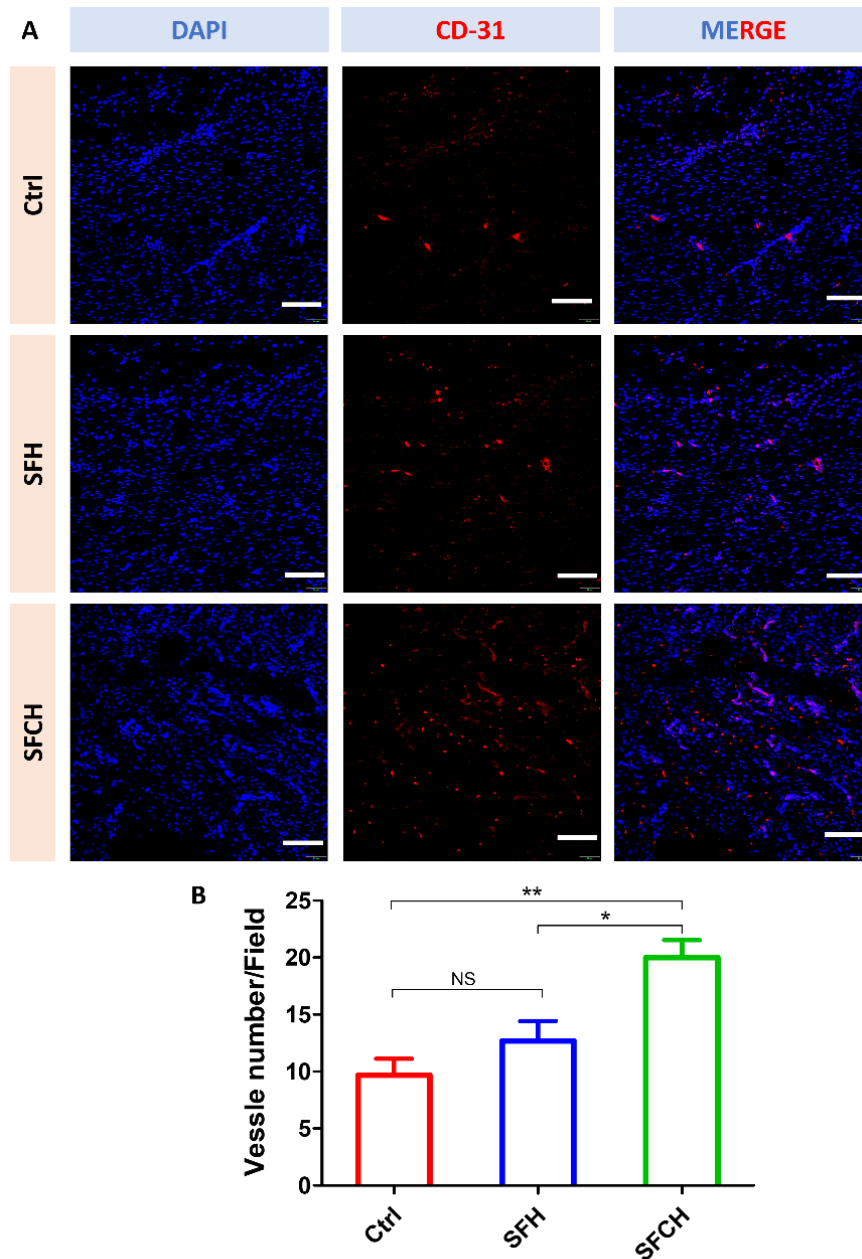 A DAPI CD-31 MERGE
Ctrl
SFH
SFCH
B
Vessle number/Field
25
20
15
10
5
0
**
*
NS
Ctrl SFH SFCH